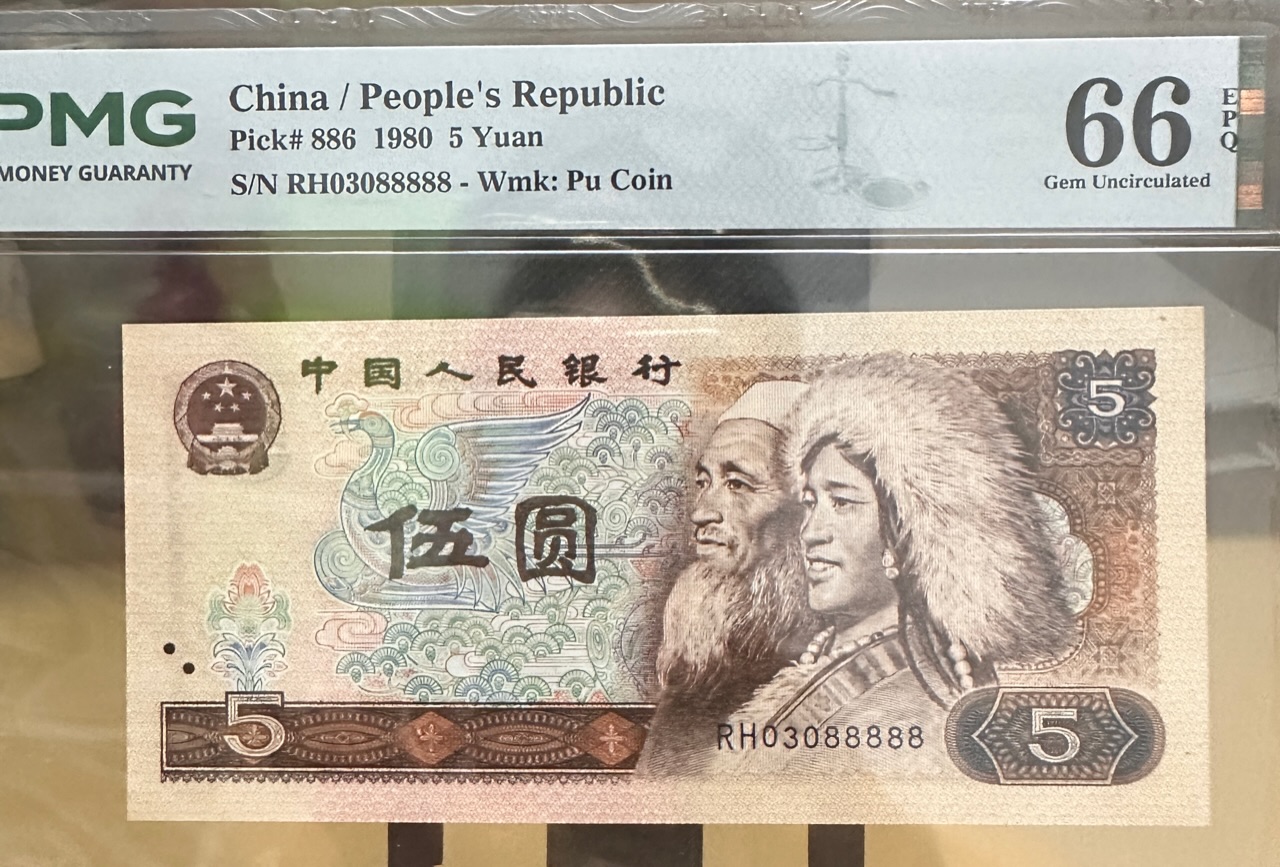 PMG
MONEY GUARANTY
China / People's Republic
Pick# 886 1980 5 Yuan
S/N RH03088888 - Wmk: Pu Coin
66
EPQ
Gem Uncirculated
中国人民银行
5
伍圆
5
RH03088888
5